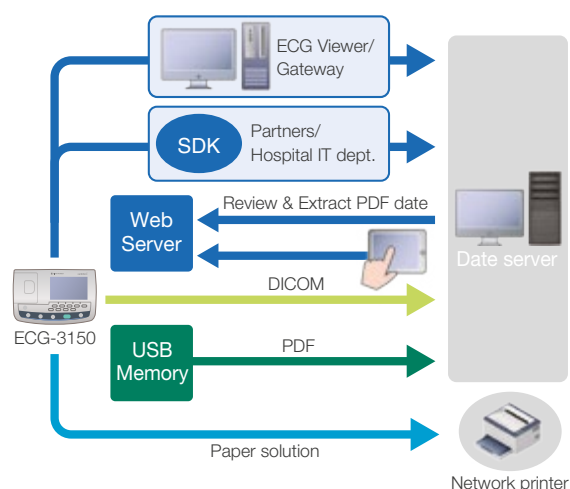 ECG Viewer/
Gateway
SDK
Partners/
Hospital IT dept.
Review & Extract PDF date
Web
Server
Date server
DICOM
ECG-3150
USB
Memory
PDF
Paper solution
Network printer